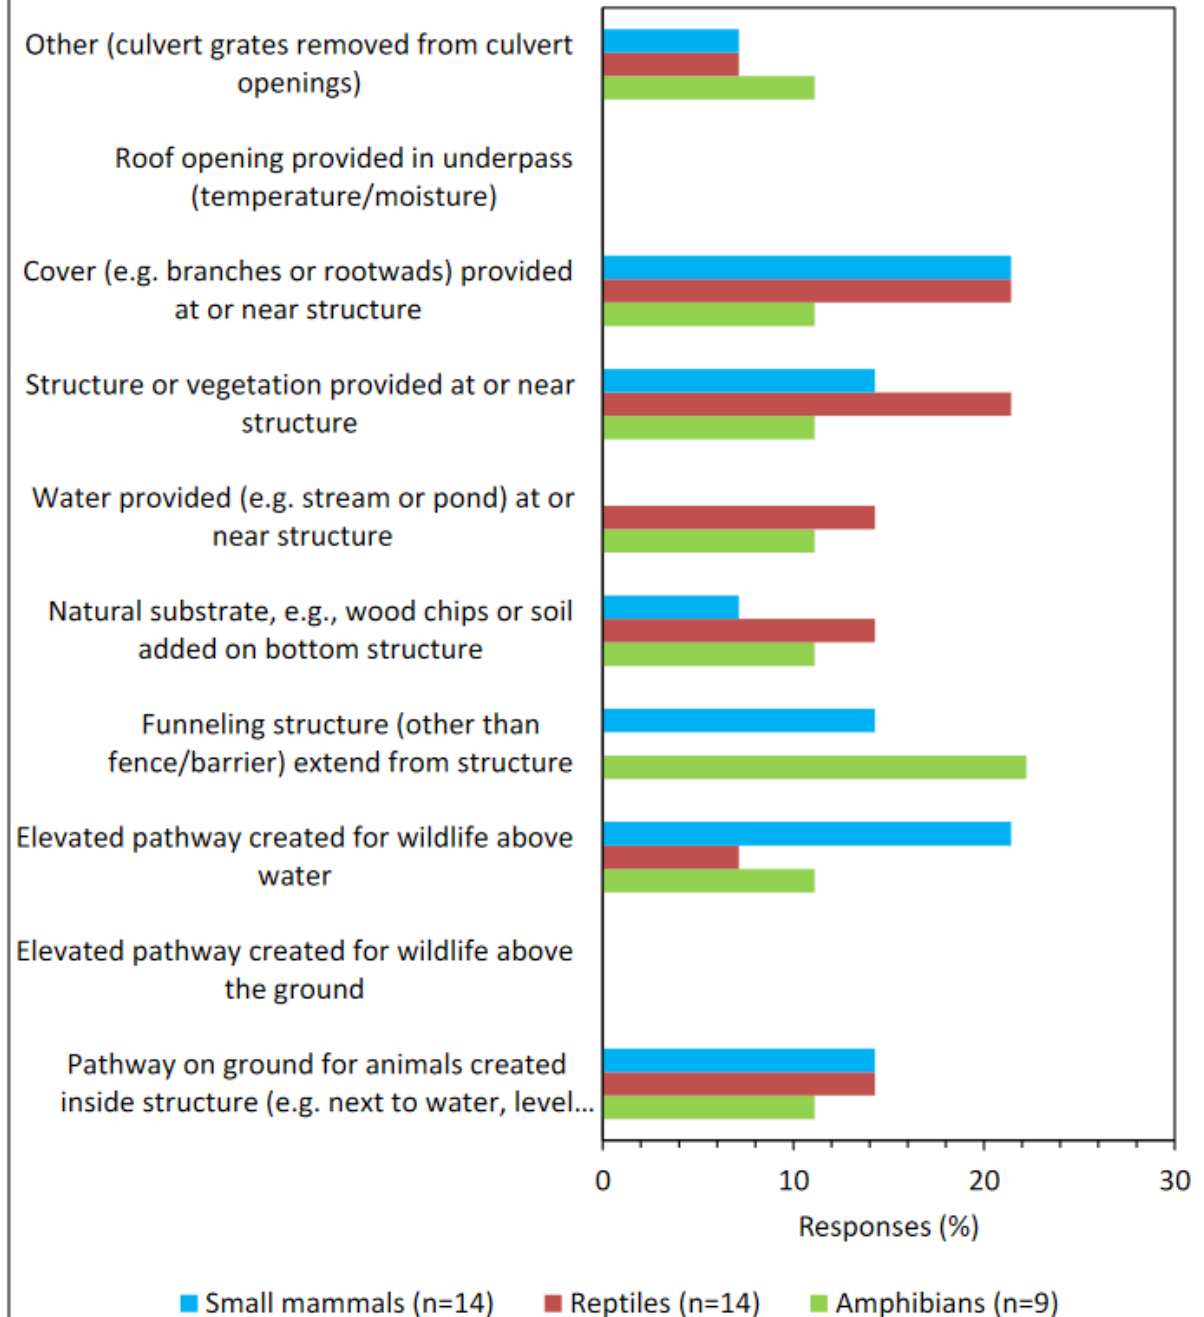 Other (culvert grates removed from culvert
openings)
Roof opening provided in underpass
(temperature/moisture)
Cover (e.g. branches or rootwads) provided
at or near structure
Structure or vegetation provided at or near
structure
Water provided (e.g. stream or pond) at or
near structure
Natural substrate, e.g., wood chips or soil
added on bottom structure
Funneling structure (other than
fence/barrier) extend from structure
Elevated pathway created for wildlife above
water
Elevated pathway created for wildlife above
the ground
Pathway on ground for animals created
inside structure (e.g. next to water, level...
0 10 20 30
Responses (%)
Small mammals (n=14) Reptiles (n=14) Amphibians (n=9)